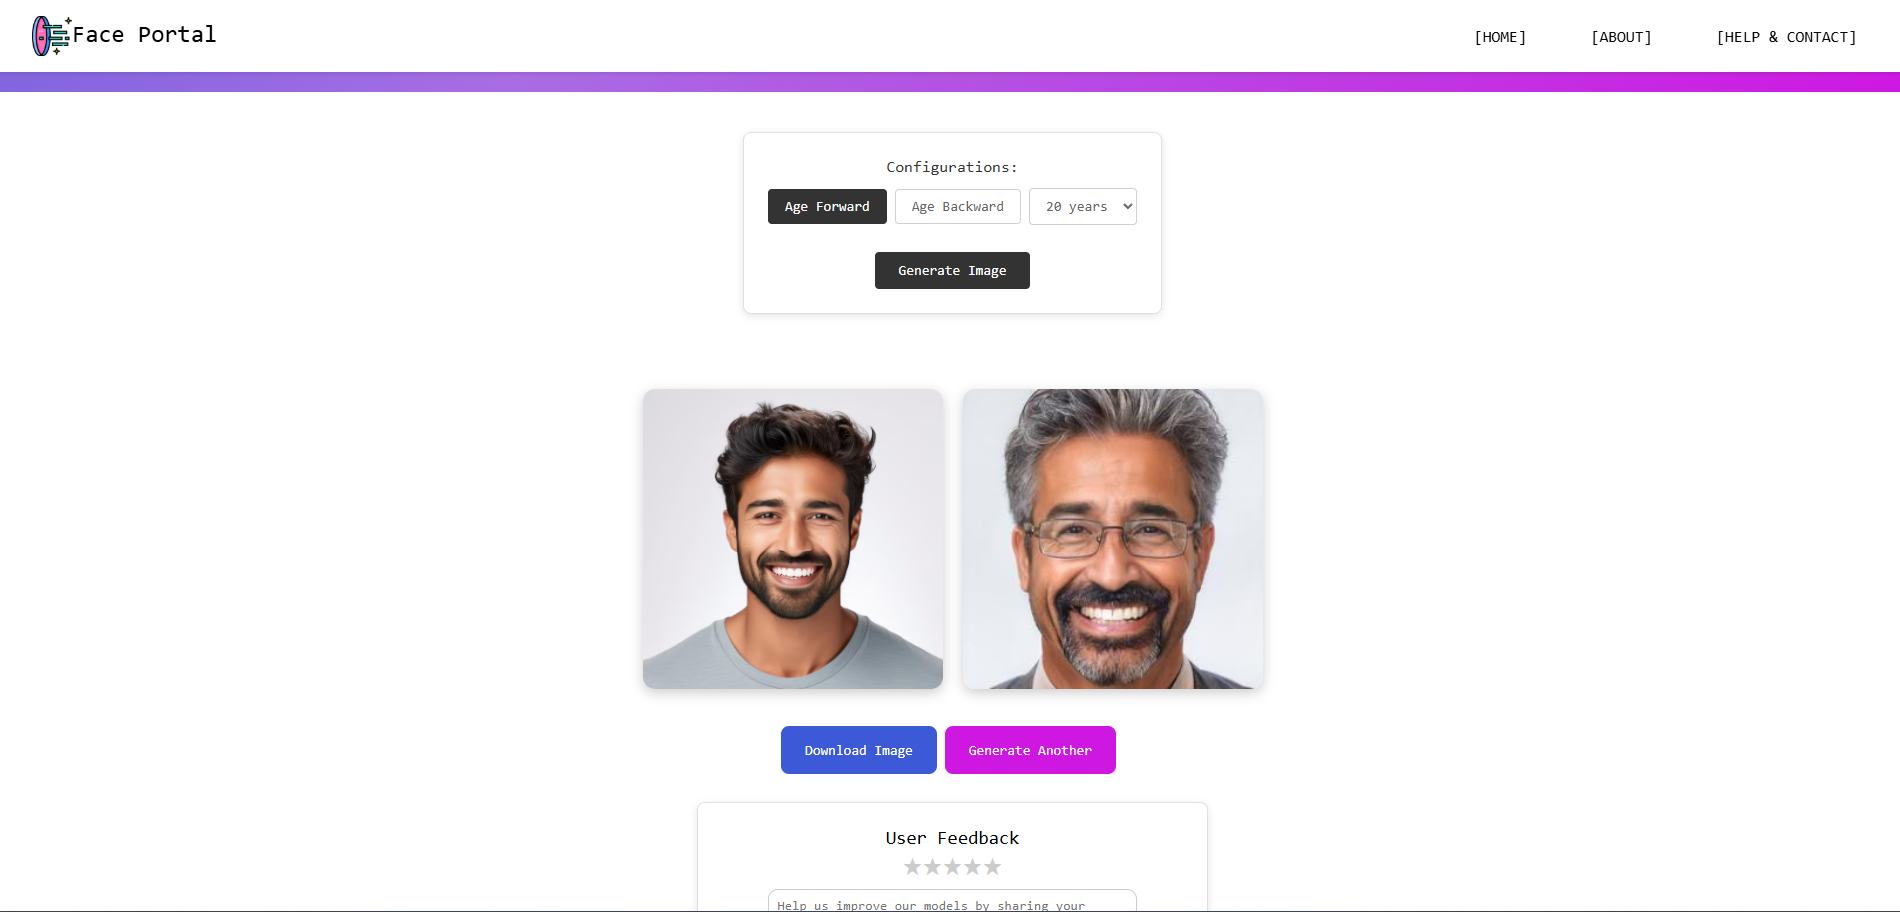 Face Portal
[HOME] [ABOUT] [HELP & CONTACT]
Configurations:
Age Forward Age Backward 20 years
Generate Image
Download Image Generate Another
User Feedback
Help us improve our models by sharing your